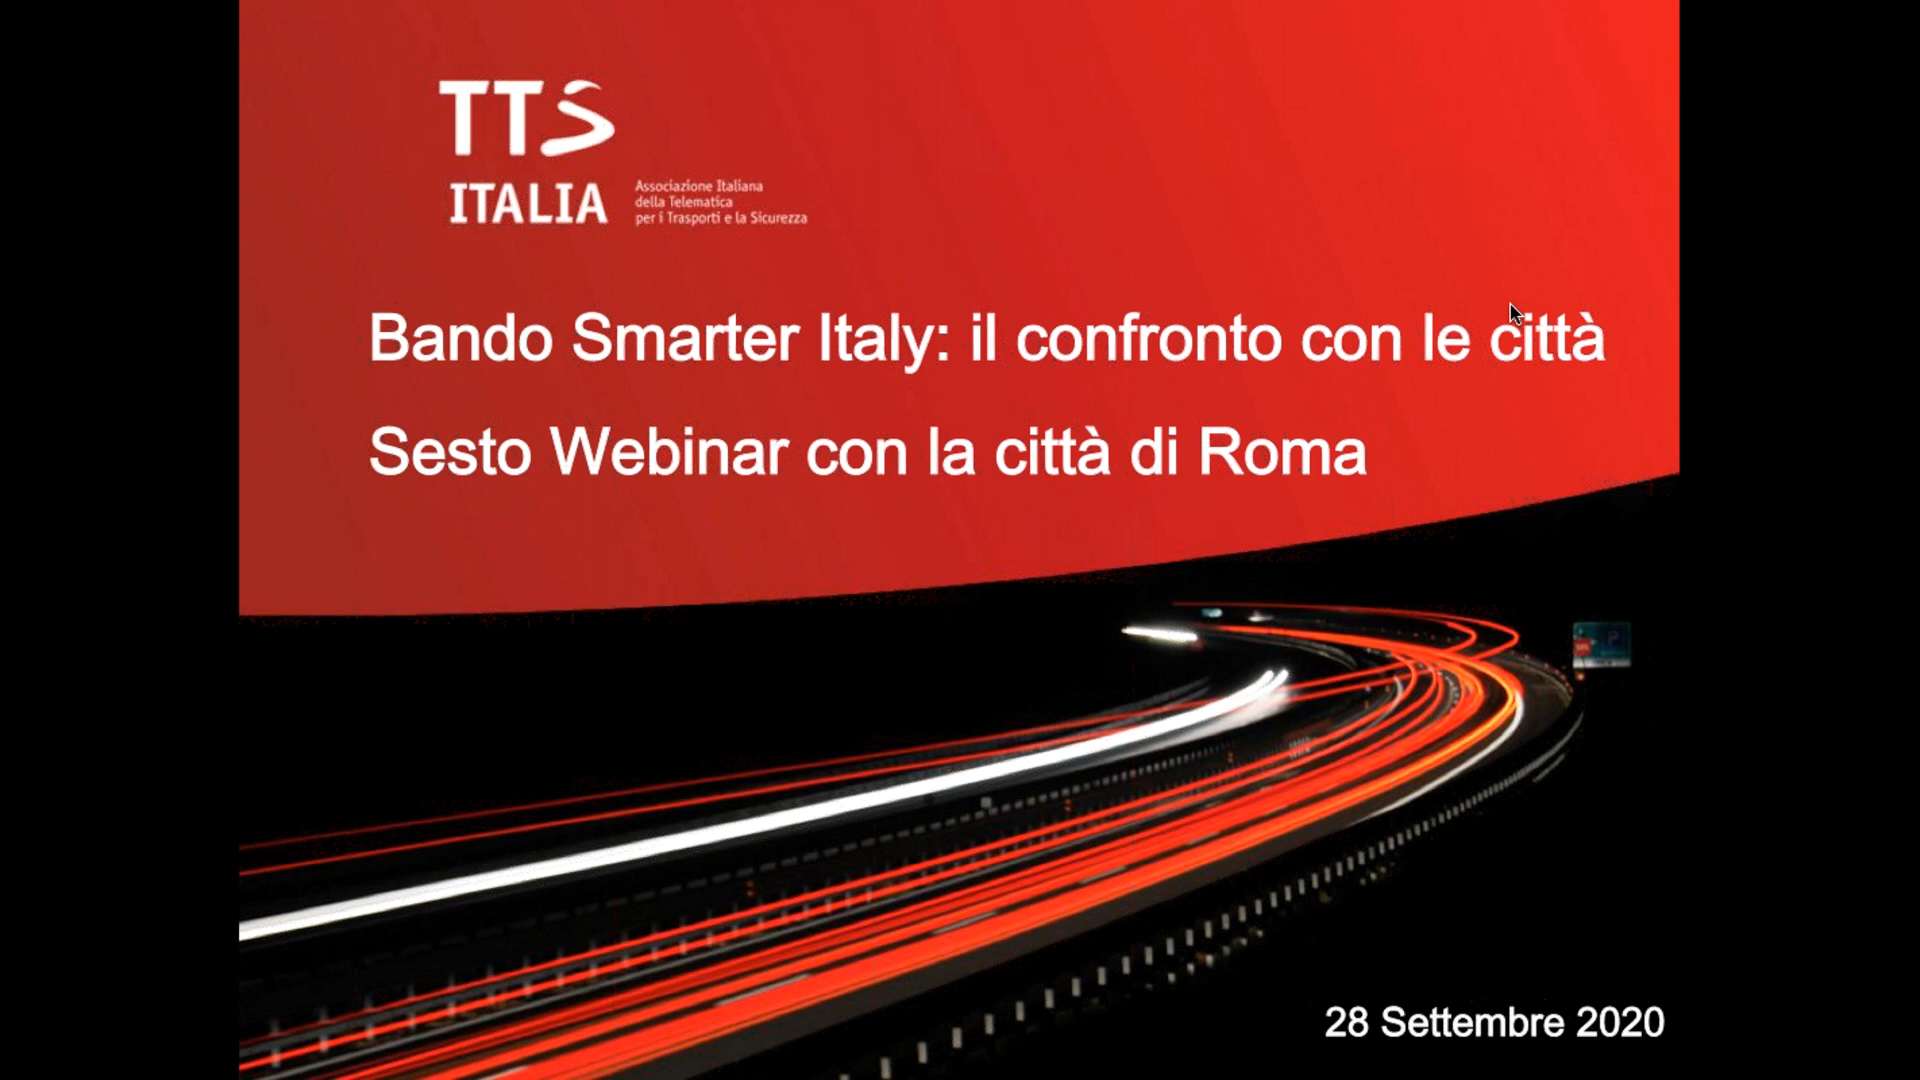 TTS
ITALIA
Associazione Italiana
della Telematica
per i Trasporti e la Sicurezza
Bando Smarter Italy: il confronto con le città
Sesto Webinar con la città di Roma
P
SOS
28 Settembre 2020